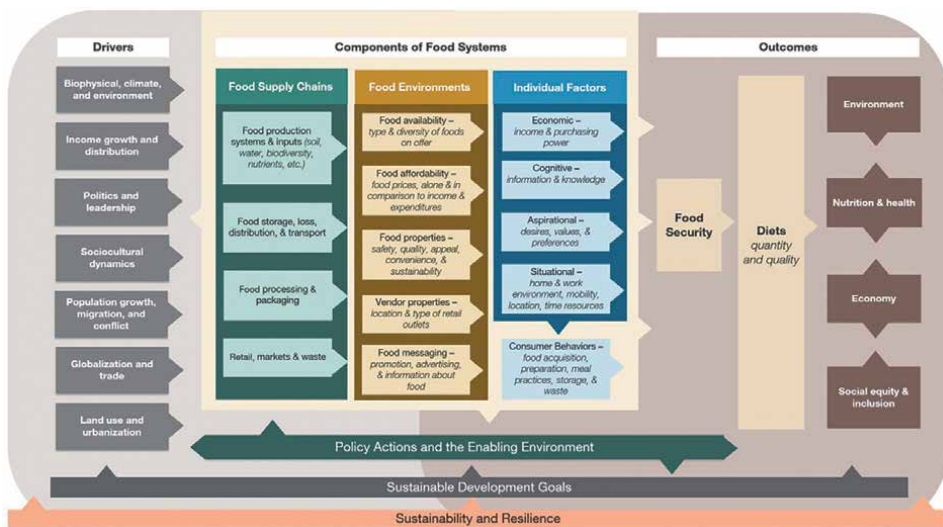 Drivers
Biophysical, climate,
and environment
Income growth and
distribution
Politics and
leadership
Sociocultural
dynamics
Population growth,
migration, and
conflict
Globalization and
trade
Land use and
urbanization
Components of Food Systems
Food Supply Chains
Food production
systems & inputs (soil,
water, biodiversity,
nutrients, etc.)
Food storage, loss,
distribution, & transport
Food processing &
packaging
Retail, markets & waste
Food Environments
Food availability –
type & diversity of foods
on offer
Food affordability –
food prices, alone & in
comparison to income &
expenditures
Food properties –
safety, quality, appeal,
convenience, &
sustainability
Vendor properties –
location & type of retail
outlets
Food messaging –
promotion, advertising,
& information about
food
Individual Factors
Economic –
income & purchasing
power
Cognitive –
information & knowledge
Aspirational –
desires, values, &
preferences
Situational –
home & work
environment, mobility,
location, time resources
Consumer Behaviors –
food acquisition,
preparation, meal
practices, storage, &
waste
Outcomes
Food
Security
Diets
quantity
and quality
Environment
Nutrition & health
Economy
Social equity &
inclusion
Policy Actions and the Enabling Environment
Sustainable Development Goals
Sustainability and Resilience